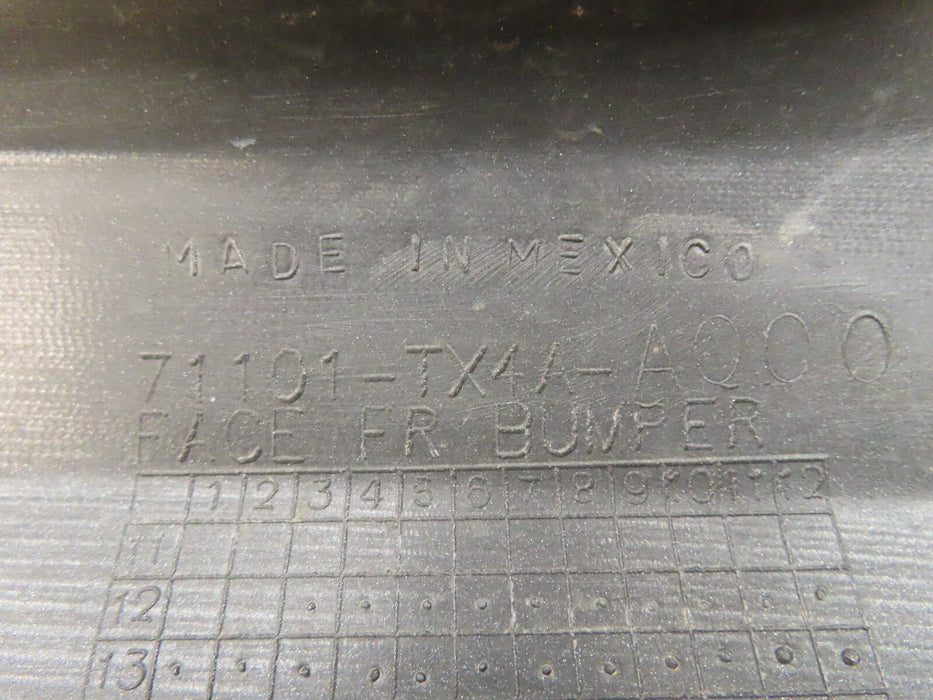 MADE IN MEXICO
71101-TX4A-A000
FACE FR BUMPER
1 2 3 4 5 6 7 8 9 10 11 12
11
12
13